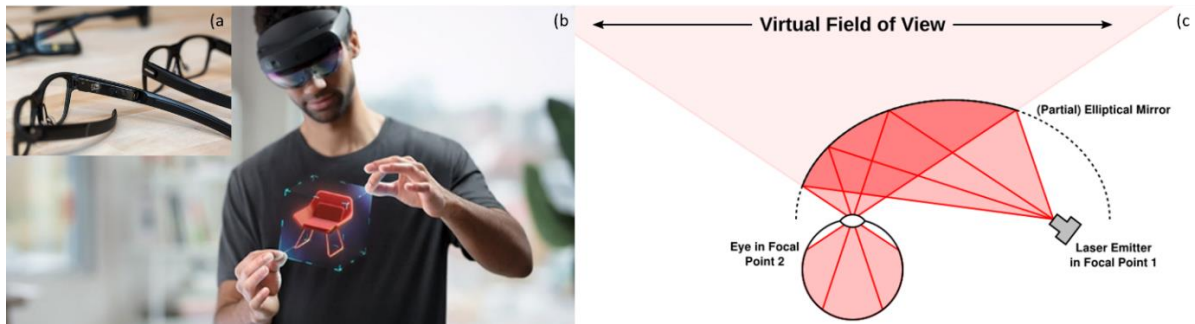 (a
(b
(c
Virtual Field of View
(Partial) Elliptical Mirror
Eye in Focal
Point 2
Laser Emitter
in Focal Point 1